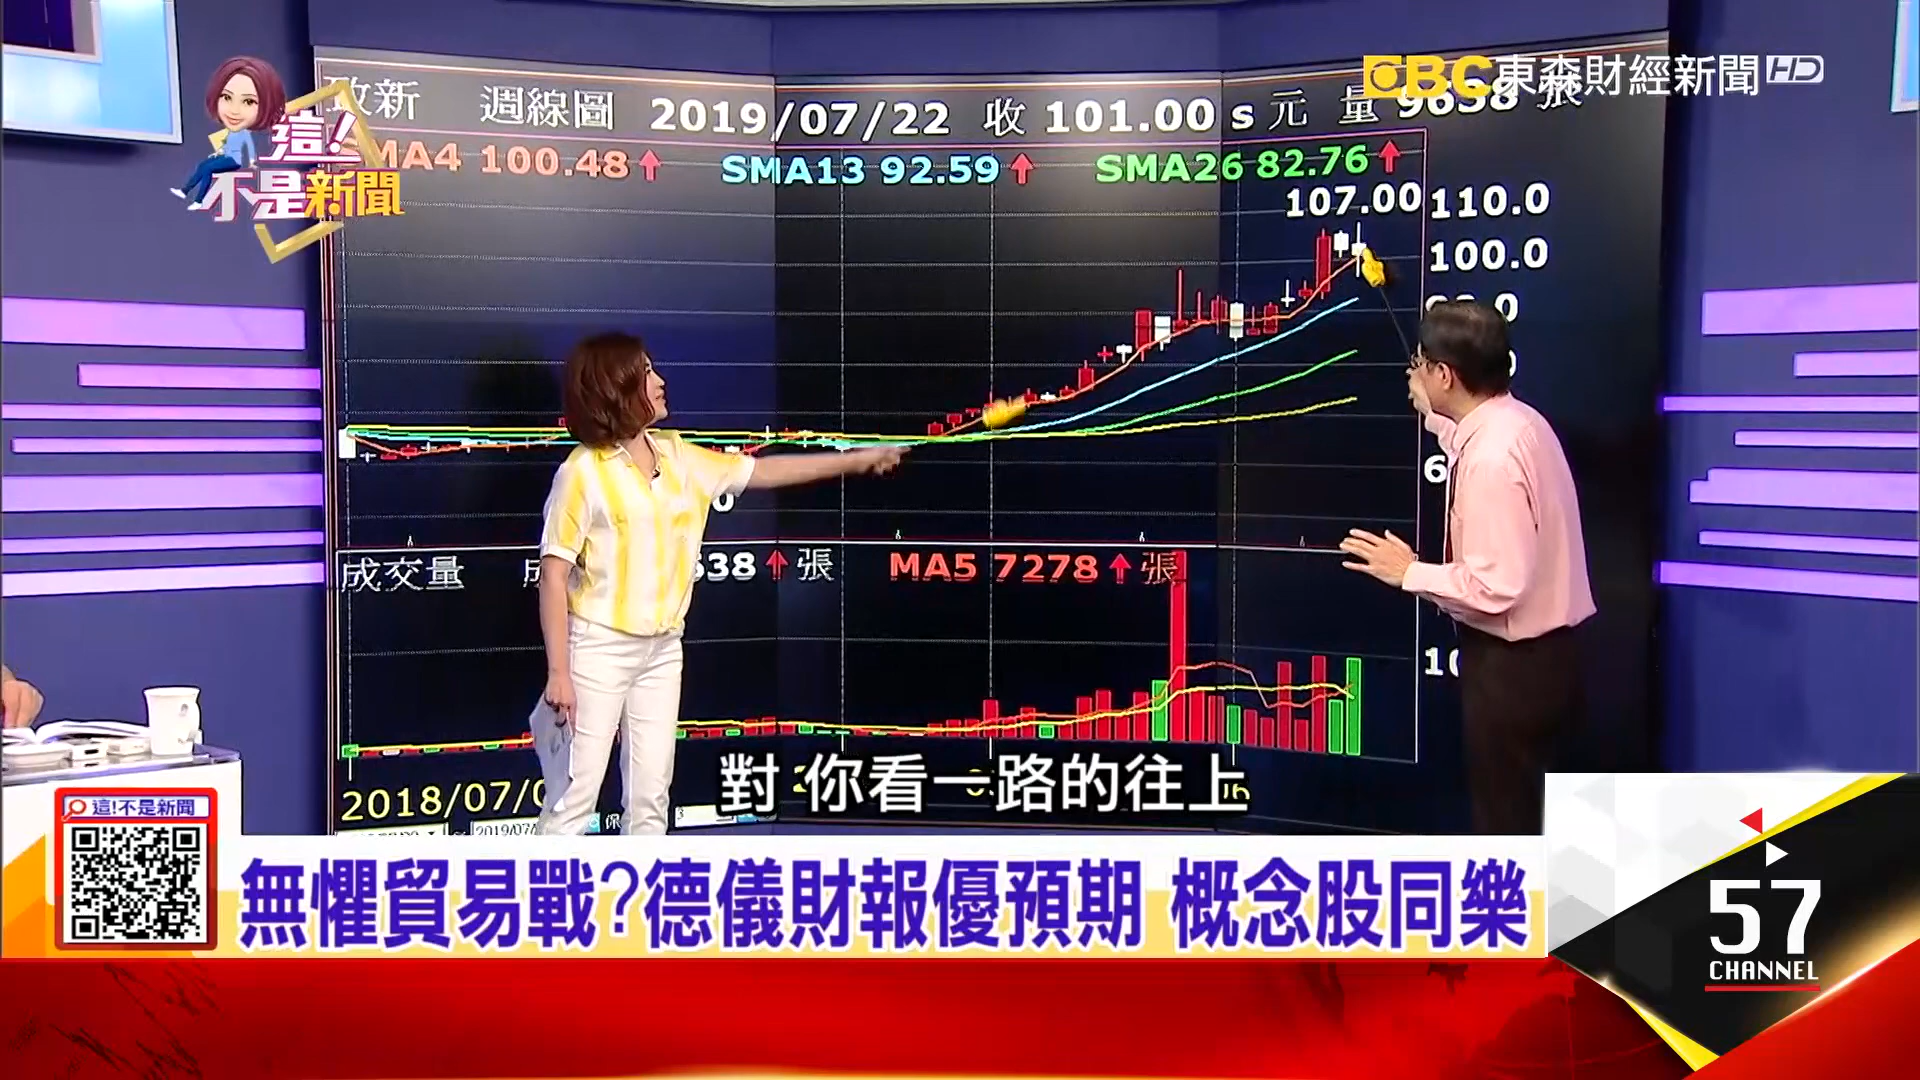 EBC東森財經新聞HD
這!
不是新聞
致新 週線圖 2019/07/22 收 101.00 s 元 量 9638 張
SMA4 100.48↑ SMA13 92.59↑ SMA26 82.76↑
107.00
110.0
100.0
成交量 638↑張 MA5 7278↑張
2018/07/0
對 你看一路的往上
這!不是新聞
無懼貿易戰?德儀財報優預期 概念股同樂
57
CHANNEL